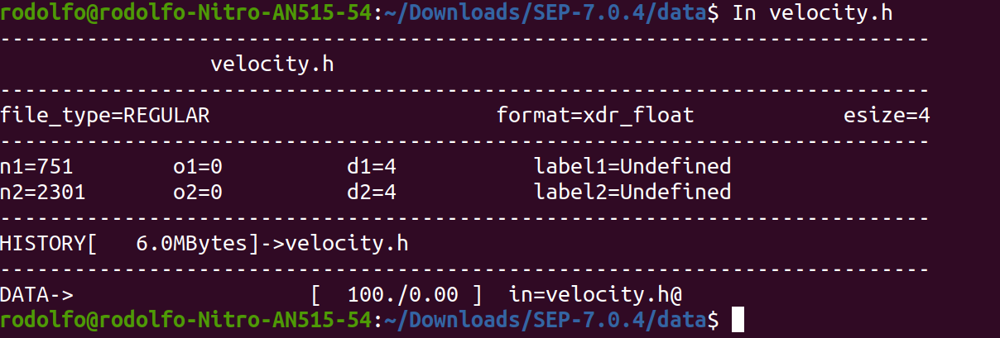 rodolfo@rodolfo-Nitro-AN515-54:~/Downloads/SEP-7.0.4/data$ In velocity.h
---------------------------------------------------------------------------
                 velocity.h
---------------------------------------------------------------------------
file_type=REGULAR                       format=xdr_float            esize=4
---------------------------------------------------------------------------
n1=751        o1=0          d1=4           label1=Undefined
n2=2301       o2=0          d2=4           label2=Undefined
---------------------------------------------------------------------------
HISTORY[   6.0MBytes]->velocity.h
---------------------------------------------------------------------------
DATA->                   [  100./0.00 ]  in=velocity.h@
rodolfo@rodolfo-Nitro-AN515-54:~/Downloads/SEP-7.0.4/data$